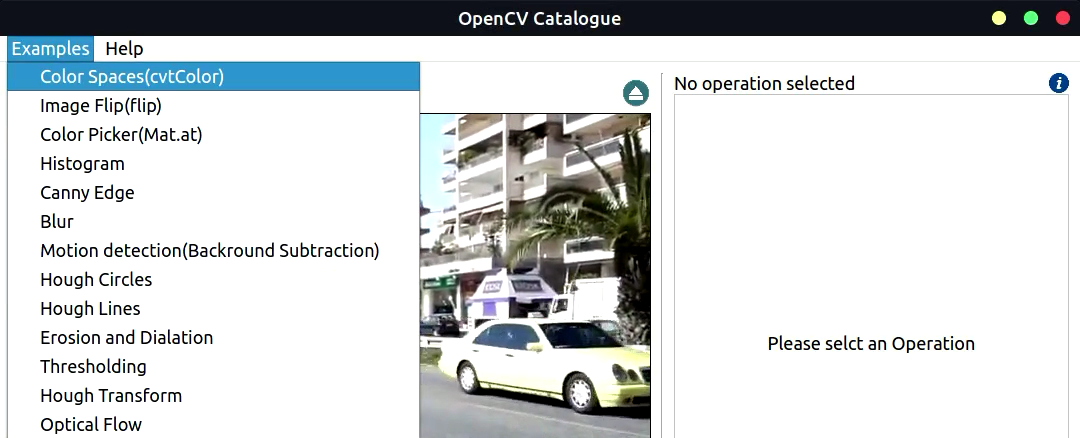 OpenCV Catalogue
Examples Help
Color Spaces(cvtColor)
Image Flip(flip)
Color Picker(Mat.at)
Histogram
Canny Edge
Blur
Motion detection(Backround Subtraction)
Hough Circles
Hough Lines
Erosion and Dialation
Thresholding
Hough Transform
Optical Flow
No operation selected
Please selct an Operation